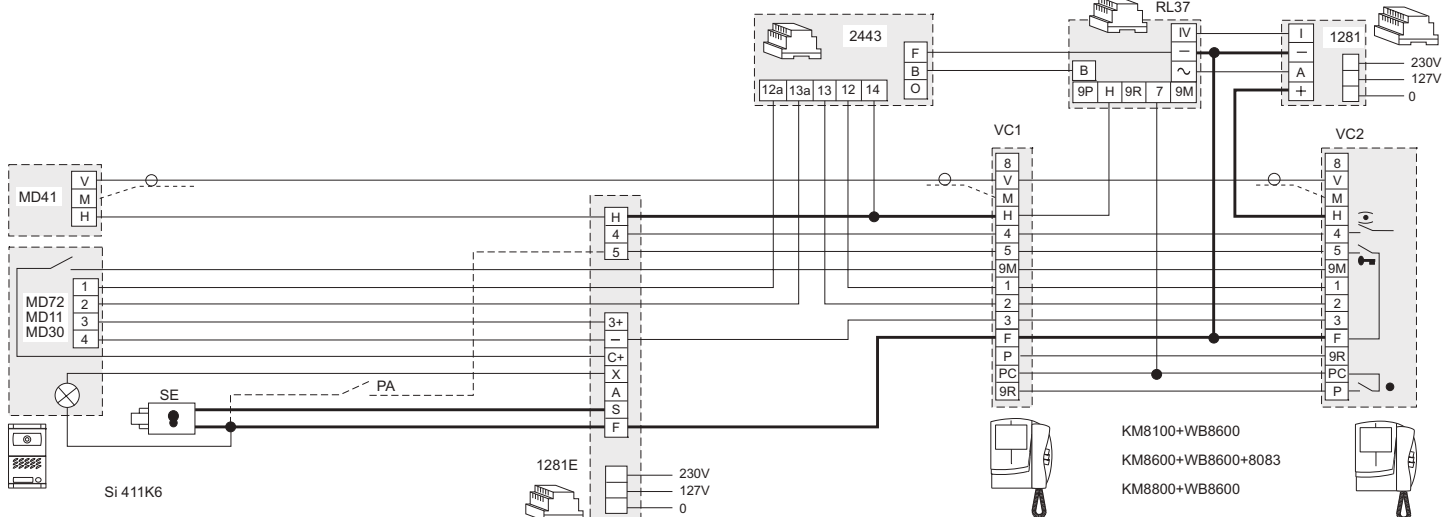 RL37
2443
F
B
O
12a 13a 13 12 14
IV
–
B
~
9P H 9R 7 9M
I
–
A
+
1281
230V
127V
0
MD41
V
M
H
MD72
MD11
MD30
1
2
3
4
SE
PA
Si 411K6
H
4
5
3+
–
C+
X
A
S
F
1281E
230V
127V
0
VC1
8
V
M
H
4
5
9M
1
2
3
F
P
PC
9R
VC2
8
V
M
H
4
5
9M
1
2
3
F
9R
PC
P
KM8100+WB8600
KM8600+WB8600+8083
KM8800+WB8600